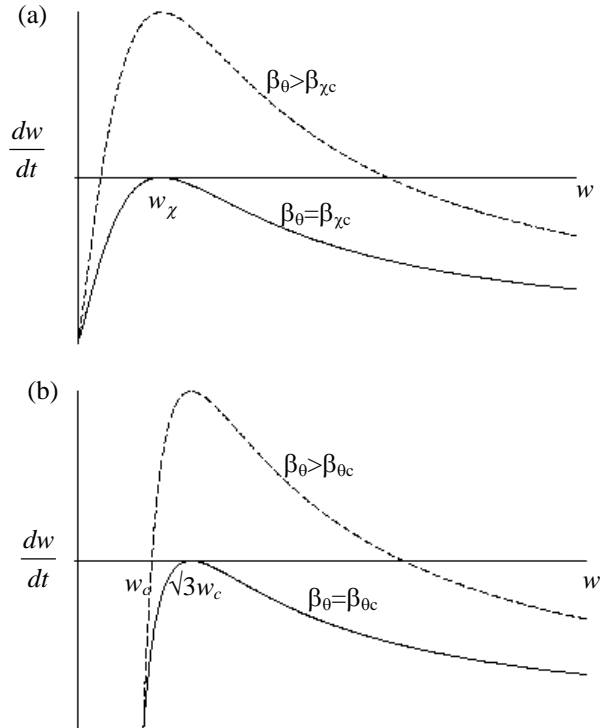 (a)
β_θ>β_χc
dw/dt
w
w_χ
β_θ=β_χc
(b)
β_θ>β_θc
dw/dt
w
w_c √3w_c
β_θ=β_θc